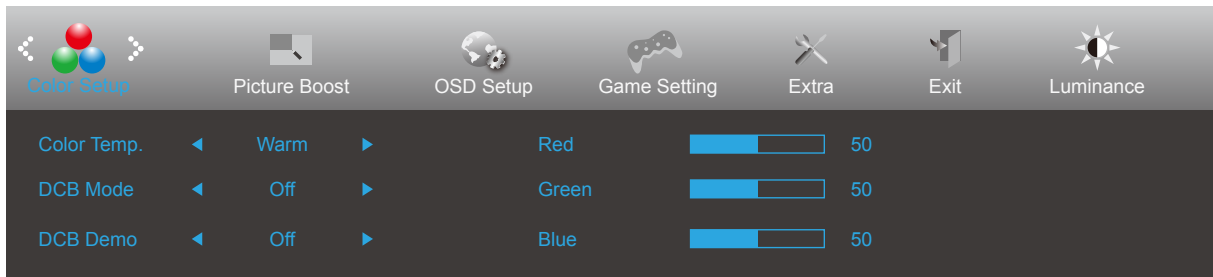 Color Setup Picture Boost OSD Setup Game Setting Extra Exit Luminance
Color Temp. Warm Red 50
DCB Mode Off Green 50
DCB Demo Off Blue 50